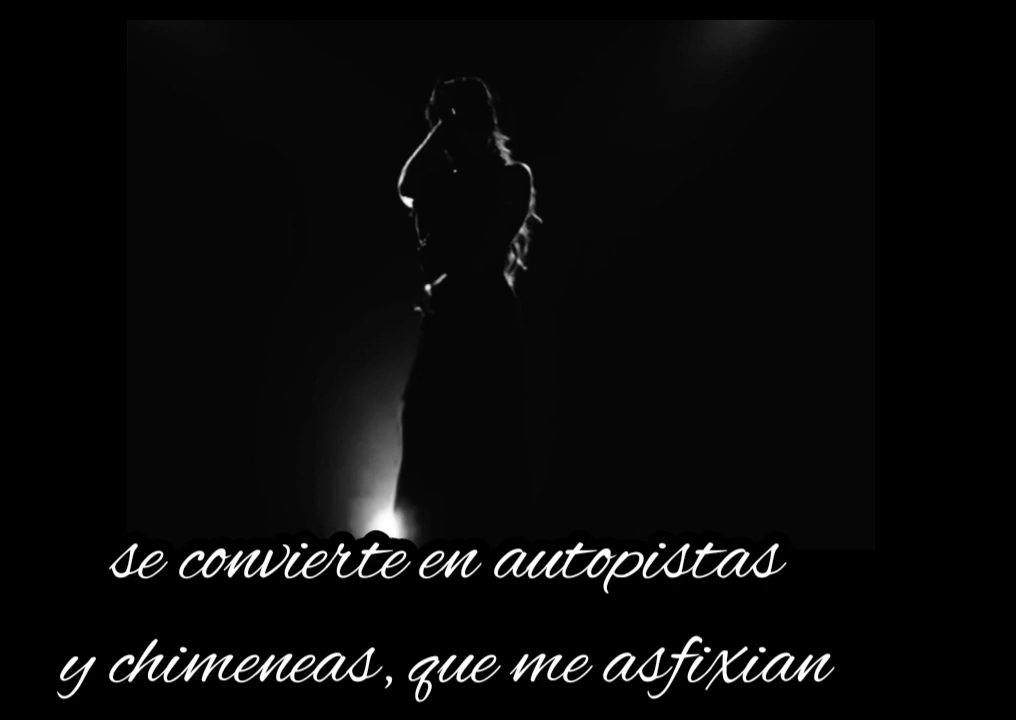 se convierte en autopistas
y chimeneas, que me asfixian